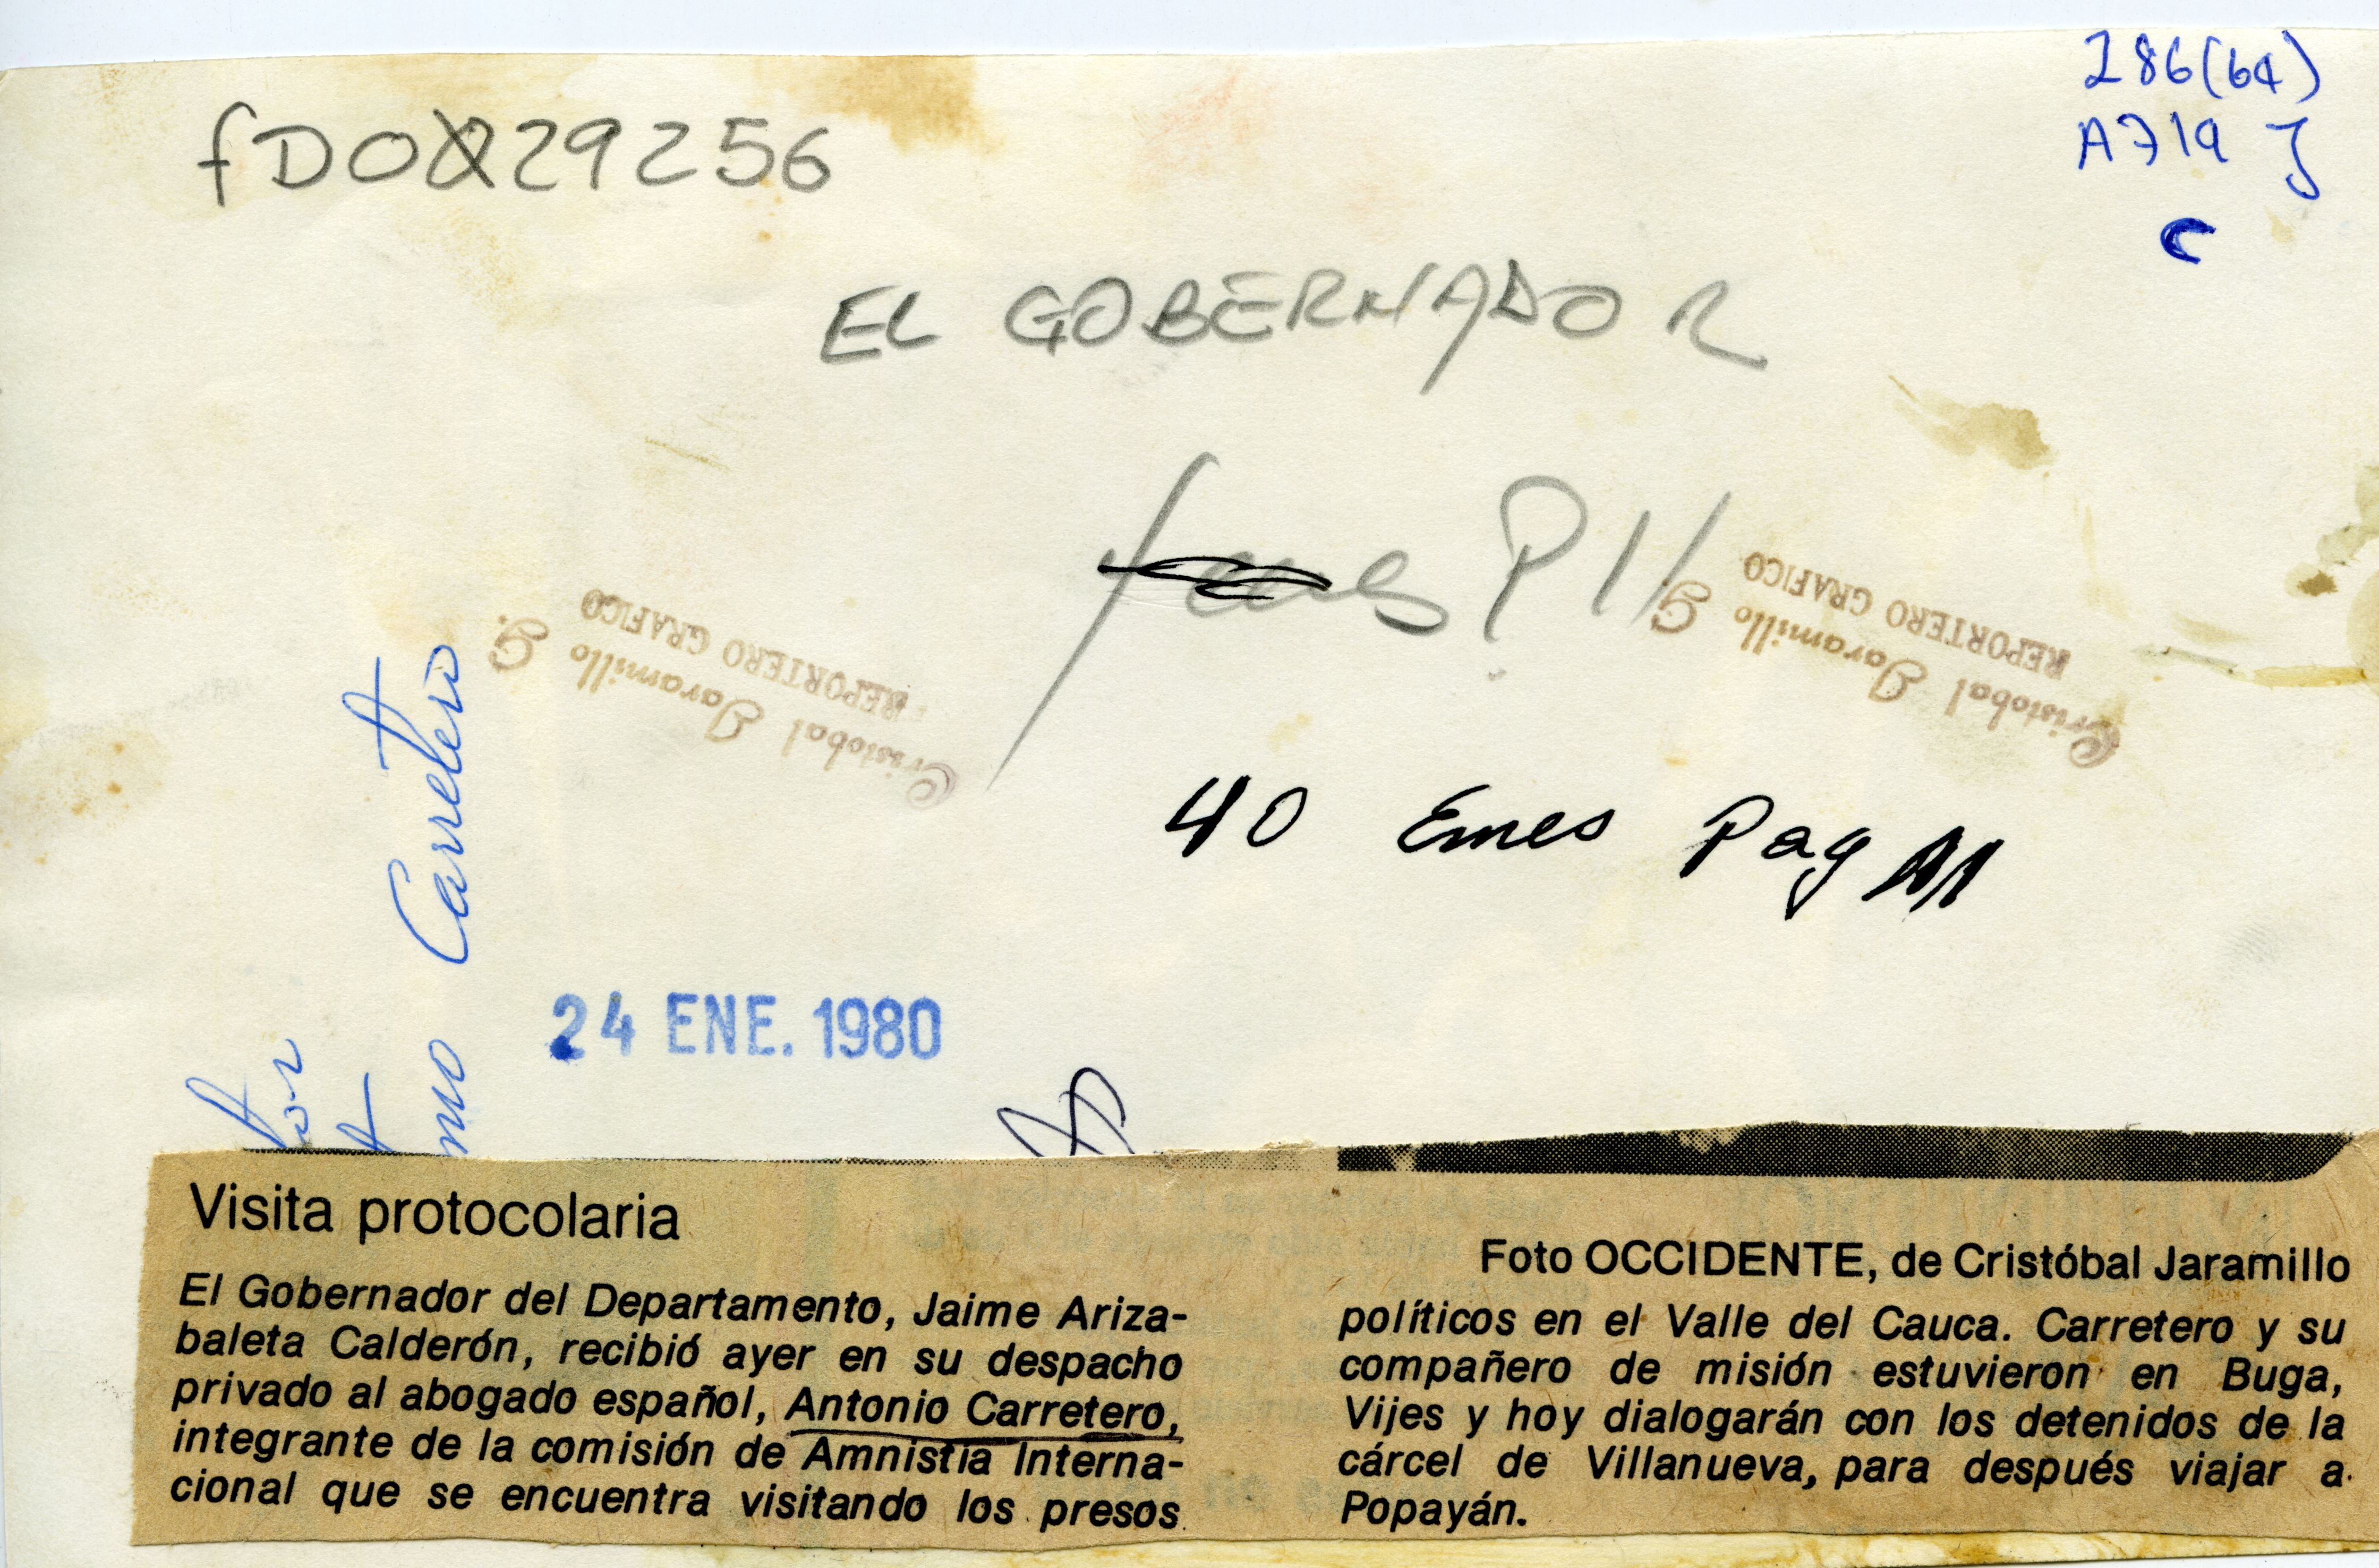 286(64)
A719 J
C
fDO029256
EL GOBERNADOR
P 11
Cristobal Jaramillo G.
REPORTERO GRAFICO
Cristobal Jaramillo G.
REPORTERO GRAFICO
40 Emes Pag 11
Carretero
24 ENE. 1980
Visita protocolaria
El Gobernador del Departamento, Jaime Ariza-
baleta Calderón, recibió ayer en su despacho
privado al abogado español, Antonio Carretero,
integrante de la comisión de Amnistía Interna-
cional que se encuentra visitando los presos
Foto OCCIDENTE, de Cristóbal Jaramillo
políticos en el Valle del Cauca. Carretero y su
compañero de misión estuvieron en Buga,
Vijes y hoy dialogarán con los detenidos de la
cárcel de Villanueva, para después viajar a
Popayán.